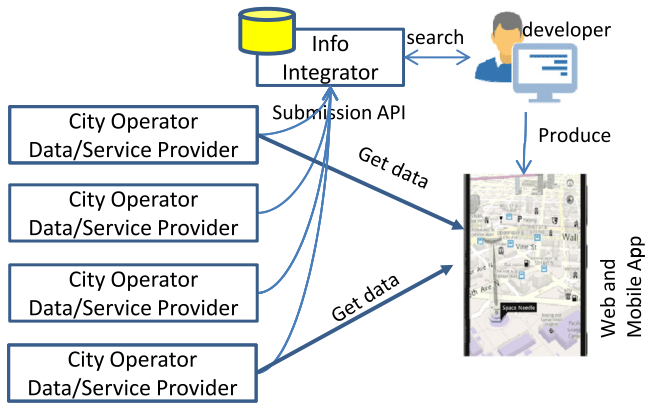 Info
Integrator
search
developer
Submission API
City Operator
Data/Service Provider
City Operator
Data/Service Provider
City Operator
Data/Service Provider
City Operator
Data/Service Provider
Get data
Get data
Produce
Web and
Mobile App
Vine St
Wall
Space Needle